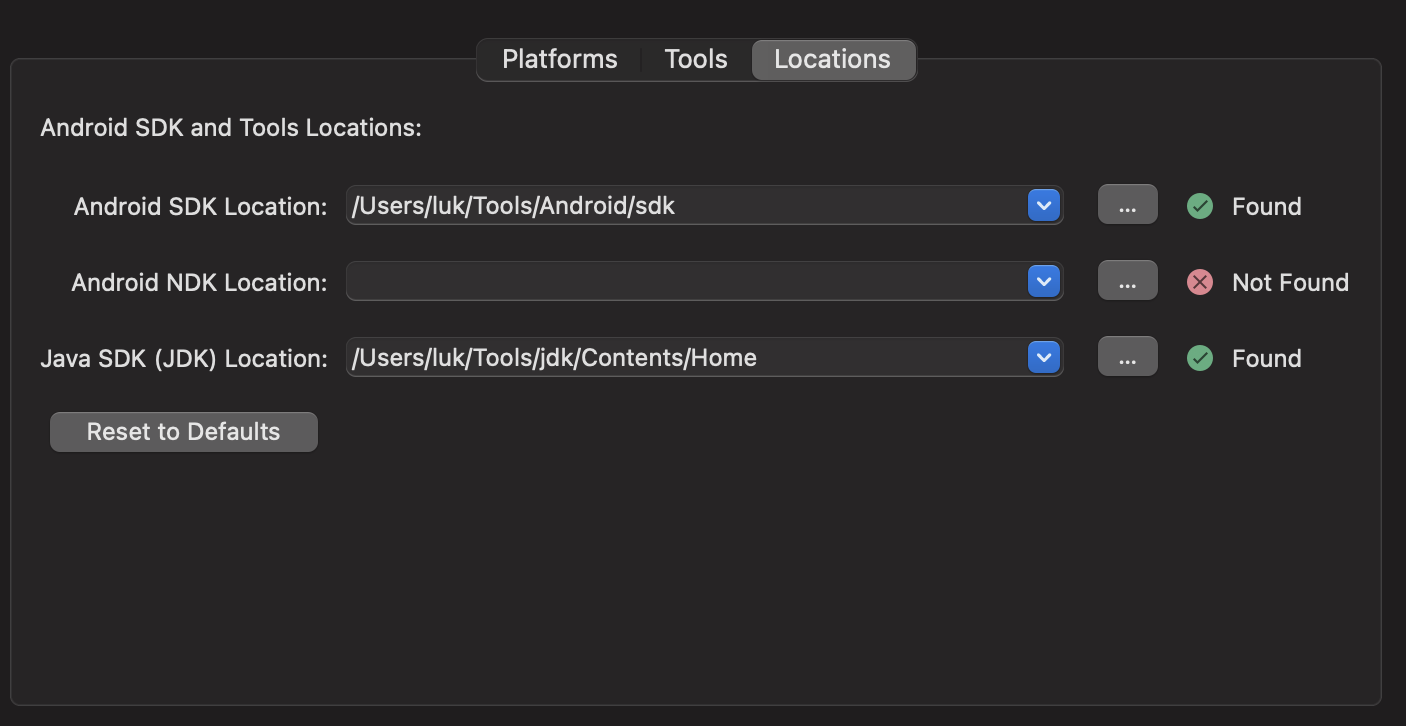 Platforms Tools Locations
Android SDK and Tools Locations:
Android SDK Location: /Users/luk/Tools/Android/sdk ... Found
Android NDK Location: ... Not Found
Java SDK (JDK) Location: /Users/luk/Tools/jdk/Contents/Home ... Found
Reset to Defaults